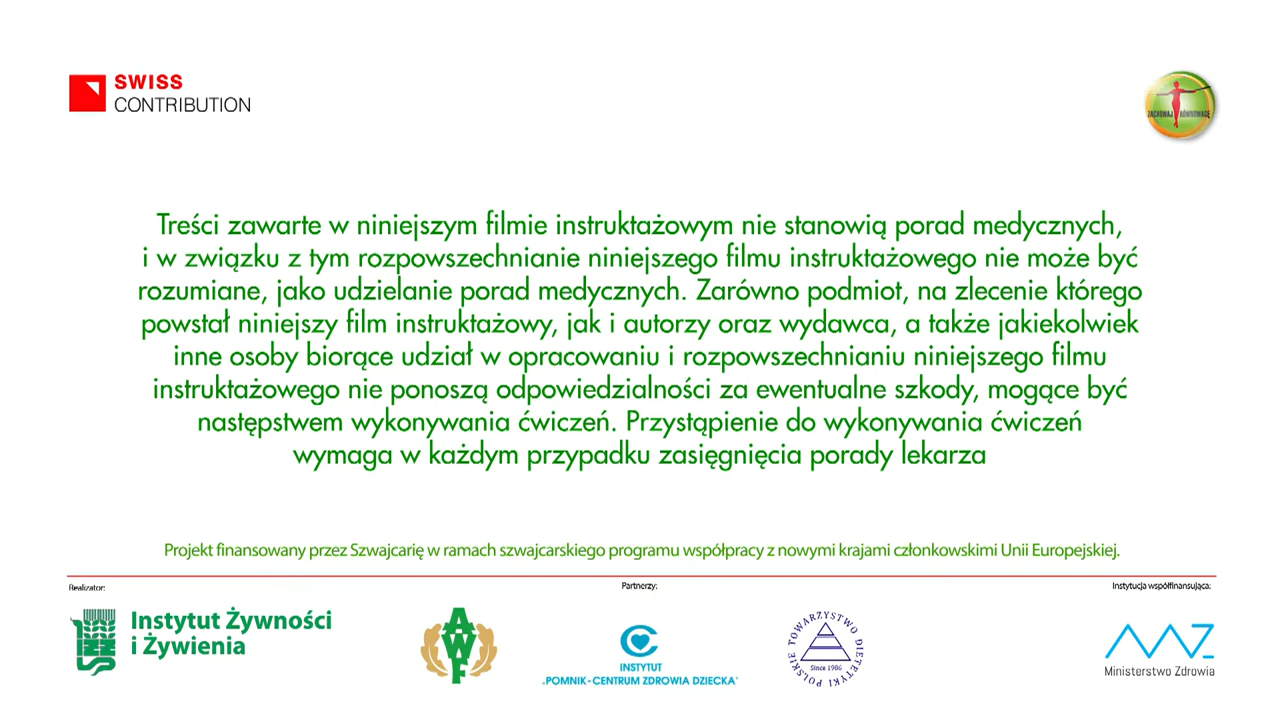 SWISS
CONTRIBUTION
ZACHOWAJ RÓWNOWAGĘ
Treści zawarte w niniejszym filmie instruktażowym nie stanowią porad medycznych,
i w związku z tym rozpowszechnianie niniejszego filmu instruktażowego nie może być
rozumiane, jako udzielanie porad medycznych. Zarówno podmiot, na zlecenie którego
powstał niniejszy film instruktażowy, jak i autorzy oraz wydawca, a także jakiekolwiek
inne osoby biorące udział w opracowaniu i rozpowszechnianiu niniejszego filmu
instruktażowego nie ponoszą odpowiedzialności za ewentualne szkody, mogące być
następstwem wykonywania ćwiczeń. Przystąpienie do wykonywania ćwiczeń
wymaga w każdym przypadku zasięgnięcia porady lekarza
Projekt finansowany przez Szwajcarię w ramach szwajcarskiego programu współpracy z nowymi krajami członkowskimi Unii Europejskiej.
Realizator:
Partnerzy:
Instytucja współfinansująca:
Instytut Żywności
i Żywienia
AWF
INSTYTUT
„POMNIK - CENTRUM ZDROWIA DZIECKA"
POLSKIE TOWARZYSTWO DIETETYKI
Since 1986
MZ
Ministerstwo Zdrowia